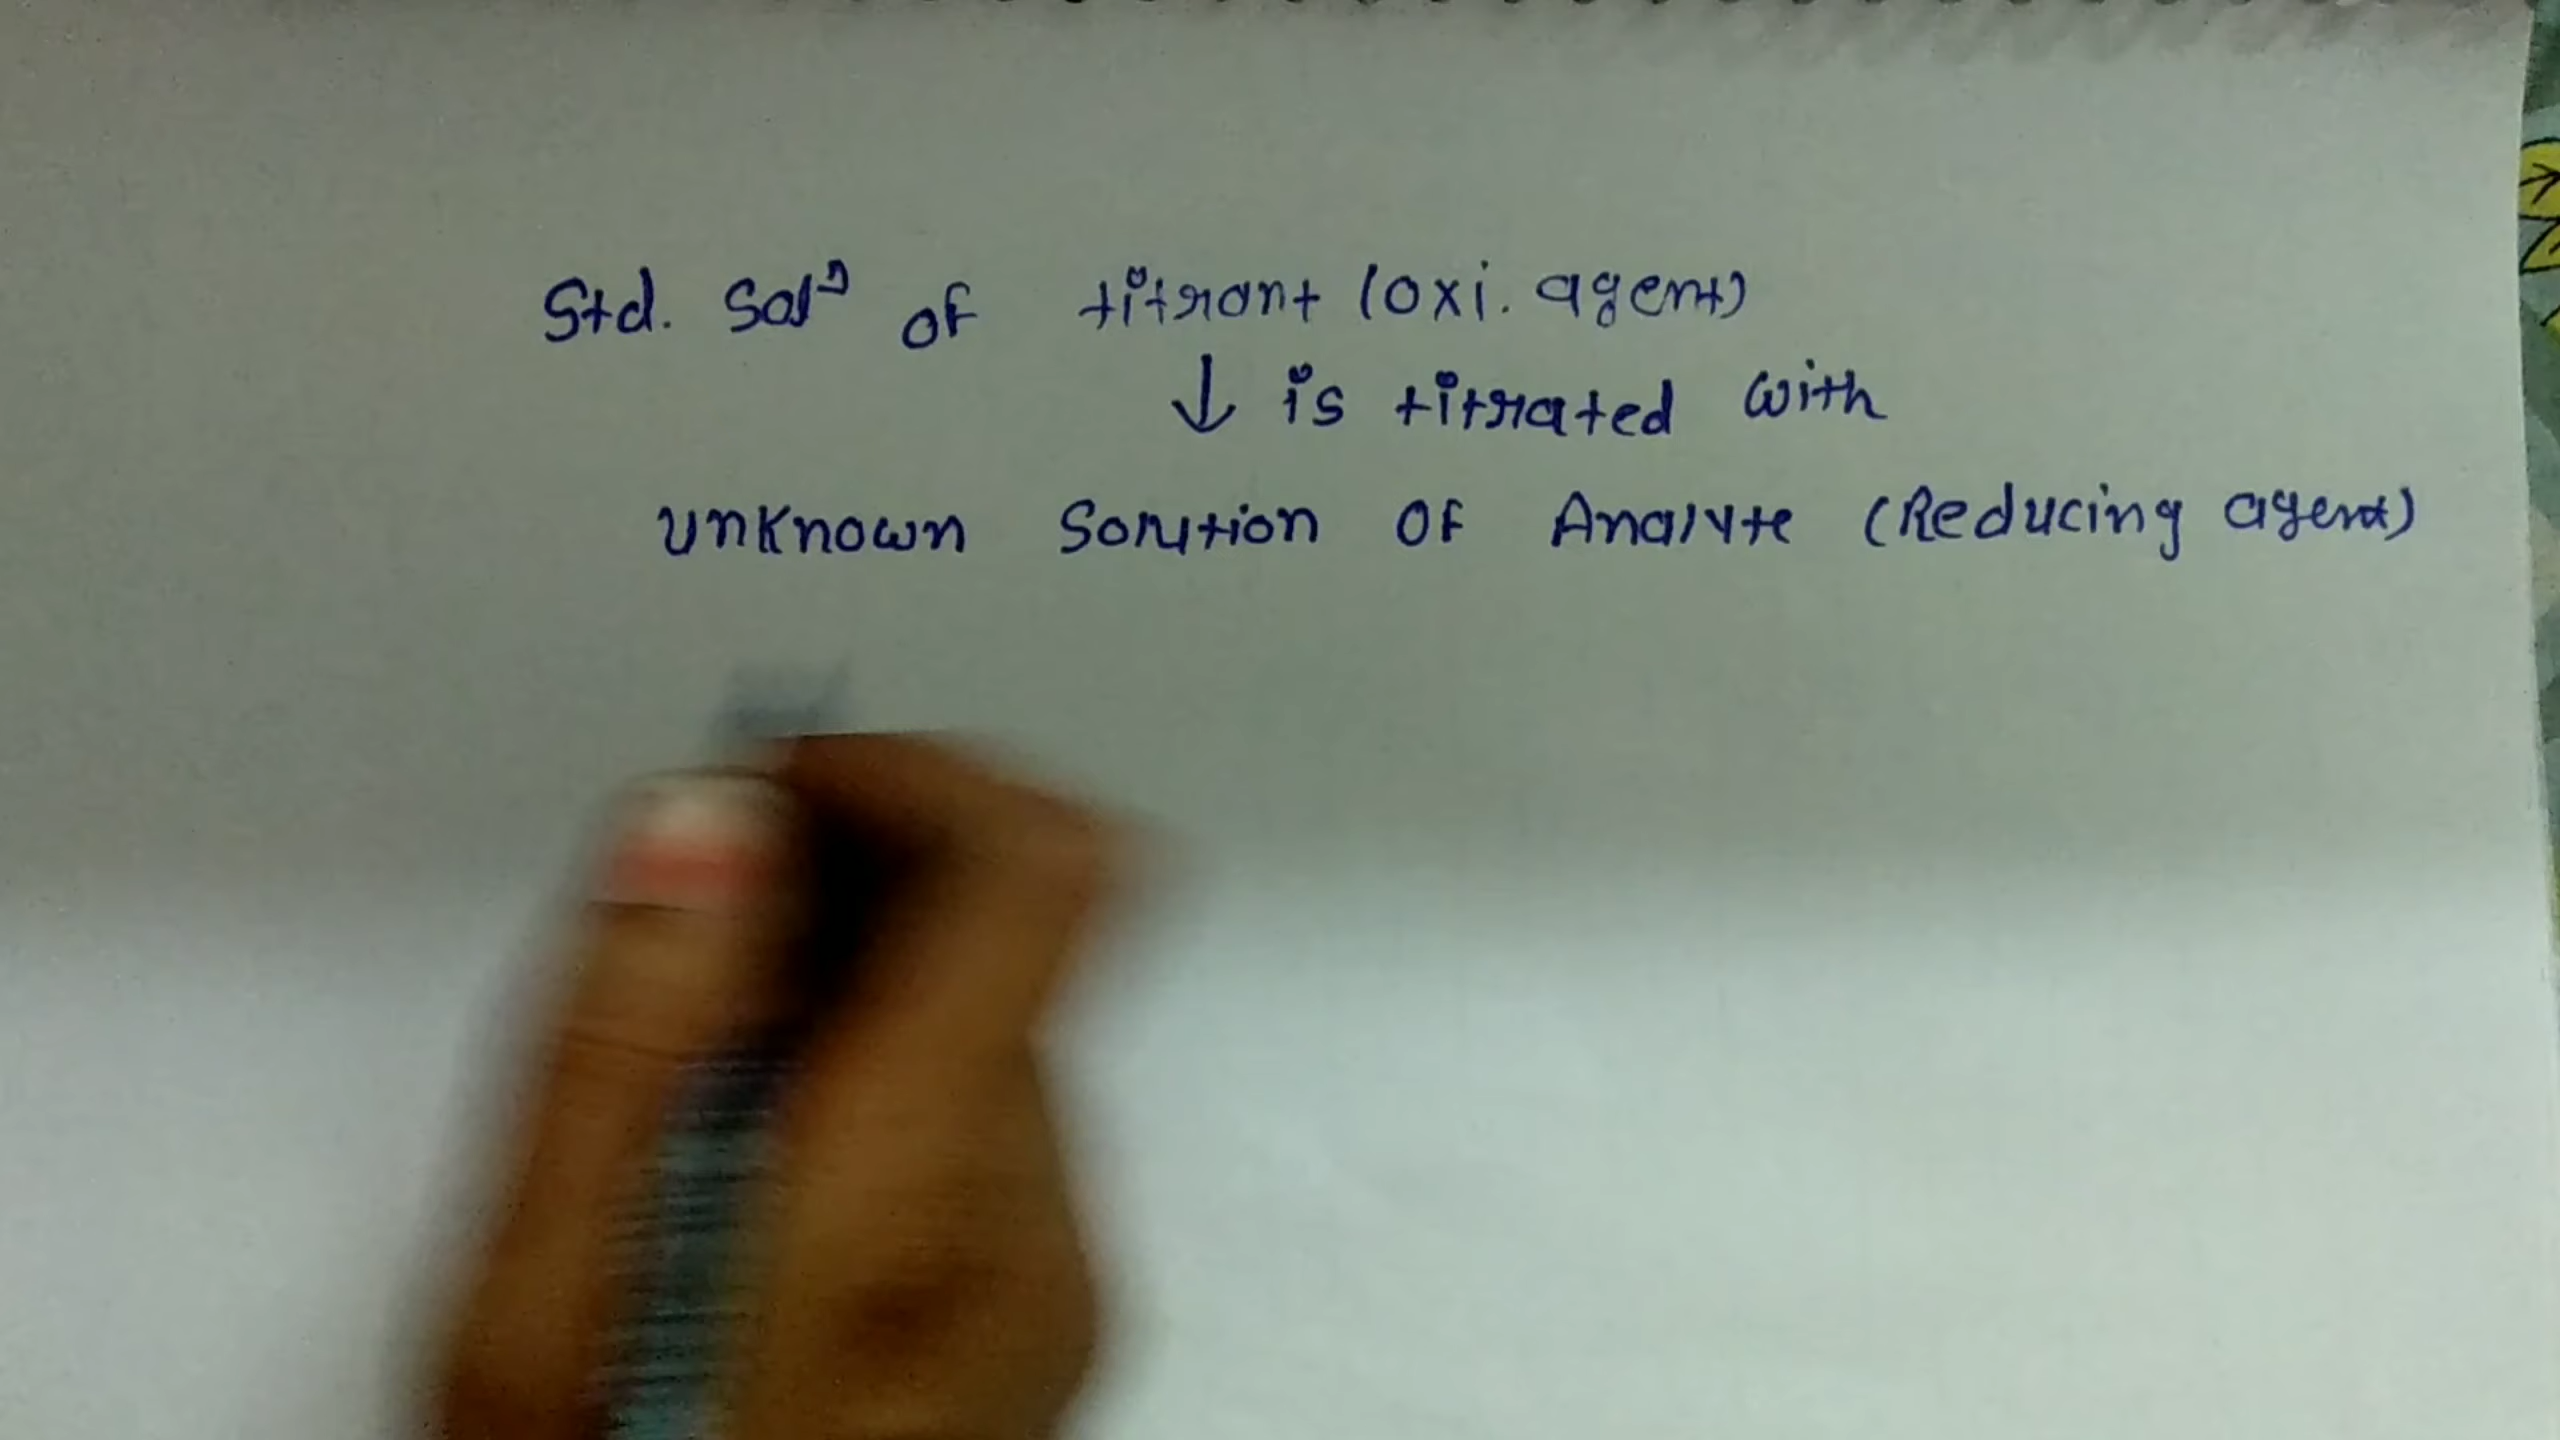 Std. Solⁿ of titrant (oxi. agent)
↓ is titrated with
unknown Solution of Analyte (Reducing agent)